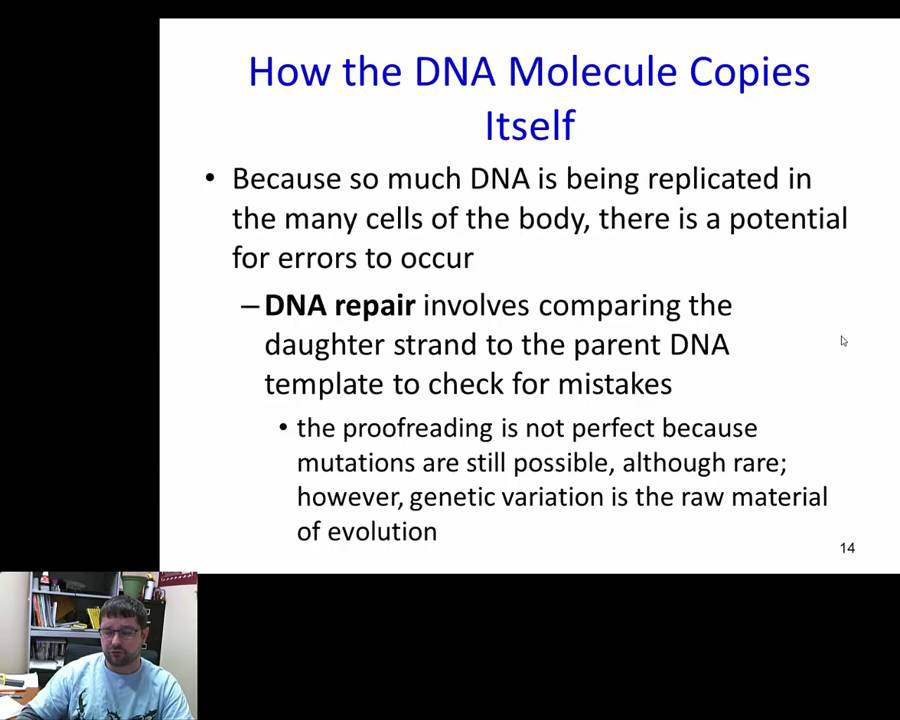 How the DNA Molecule Copies
Itself
• Because so much DNA is being replicated in
the many cells of the body, there is a potential
for errors to occur
– DNA repair involves comparing the
daughter strand to the parent DNA
template to check for mistakes
• the proofreading is not perfect because
mutations are still possible, although rare;
however, genetic variation is the raw material
of evolution
14